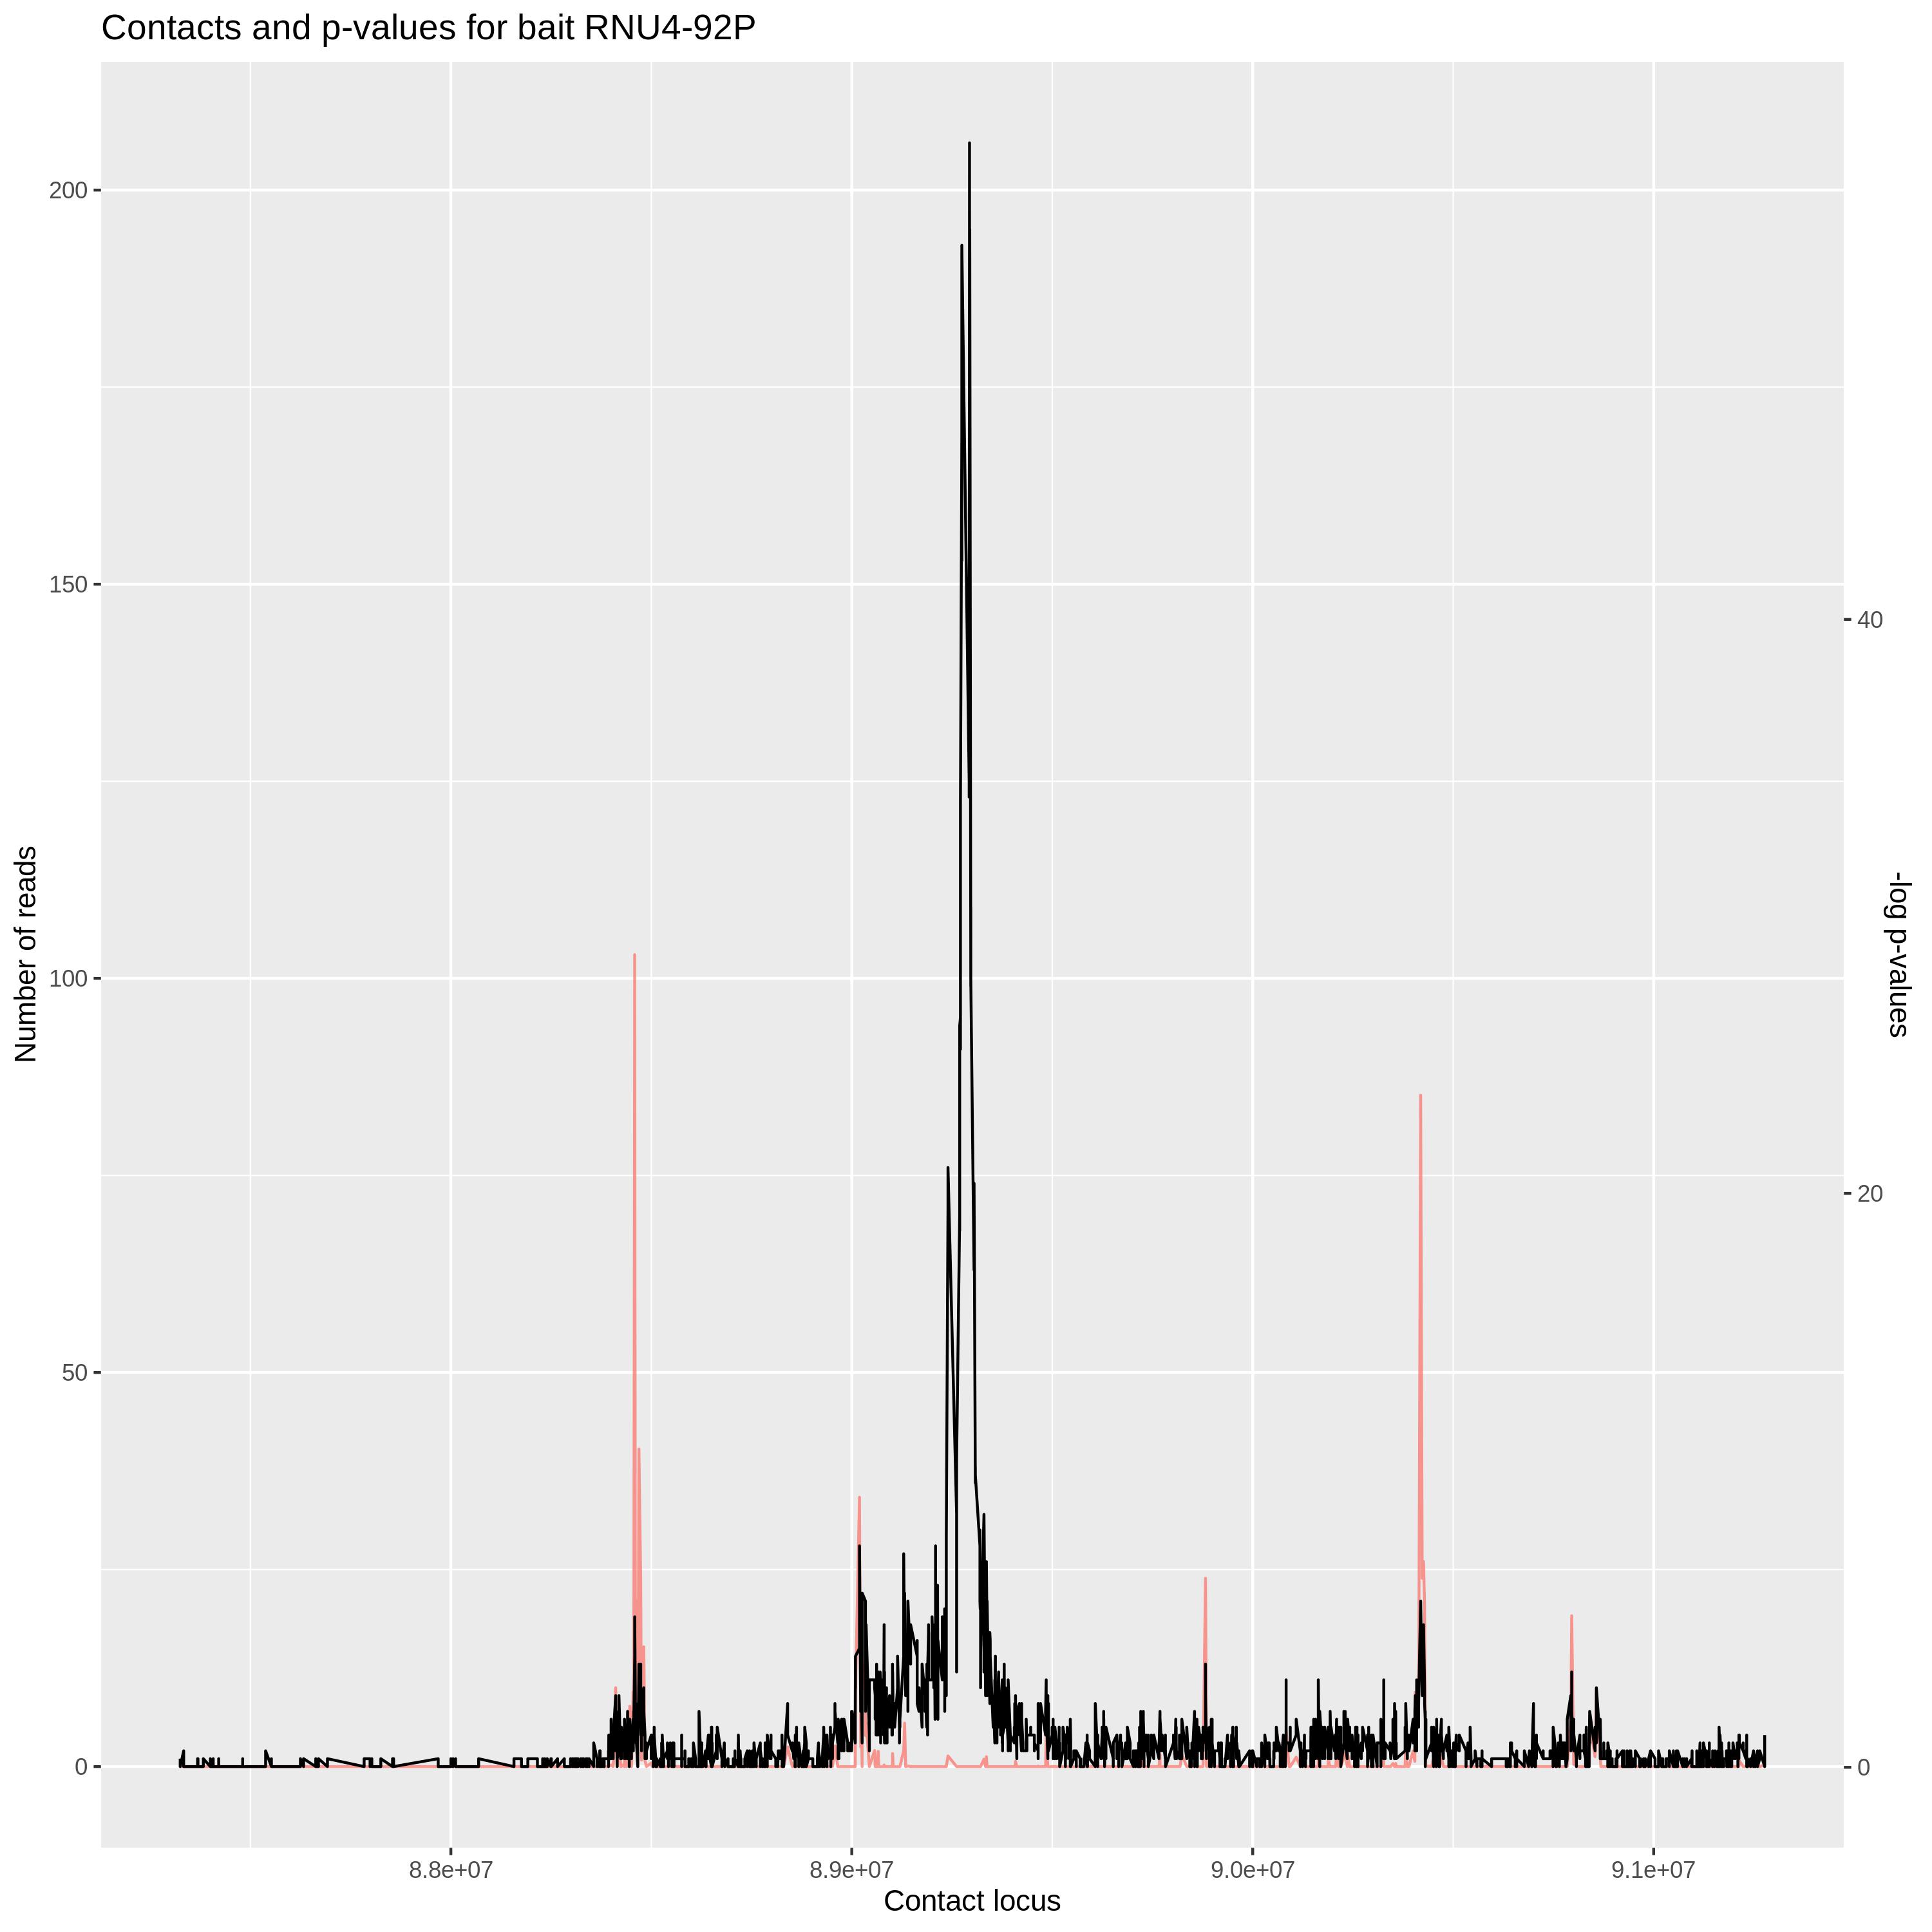 Contacts and p-values for bait RNU4-92P
200
150
100
50
0
Number of reads
40
20
0
-log p-values
8.8e+07
8.9e+07
9.0e+07
9.1e+07
Contact locus